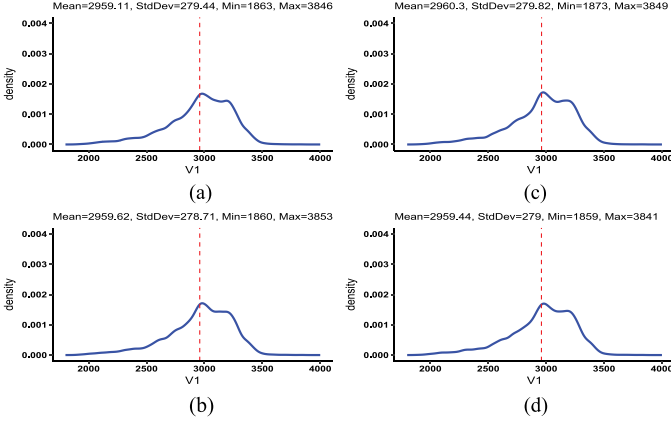 Mean=2959.11, StdDev=279.44, Min=1863, Max=3846
0.004
0.003
0.002
0.001
0.000
density
2000 2500 3000 3500 4000
V1
(a)
Mean=2960.3, StdDev=279.82, Min=1873, Max=3849
0.004
0.003
0.002
0.001
0.000
density
2000 2500 3000 3500 4000
V1
(c)
Mean=2959.62, StdDev=278.71, Min=1860, Max=3853
0.004
0.003
0.002
0.001
0.000
density
2000 2500 3000 3500 4000
V1
(b)
Mean=2959.44, StdDev=279, Min=1859, Max=3841
0.004
0.003
0.002
0.001
0.000
density
2000 2500 3000 3500 4000
V1
(d)